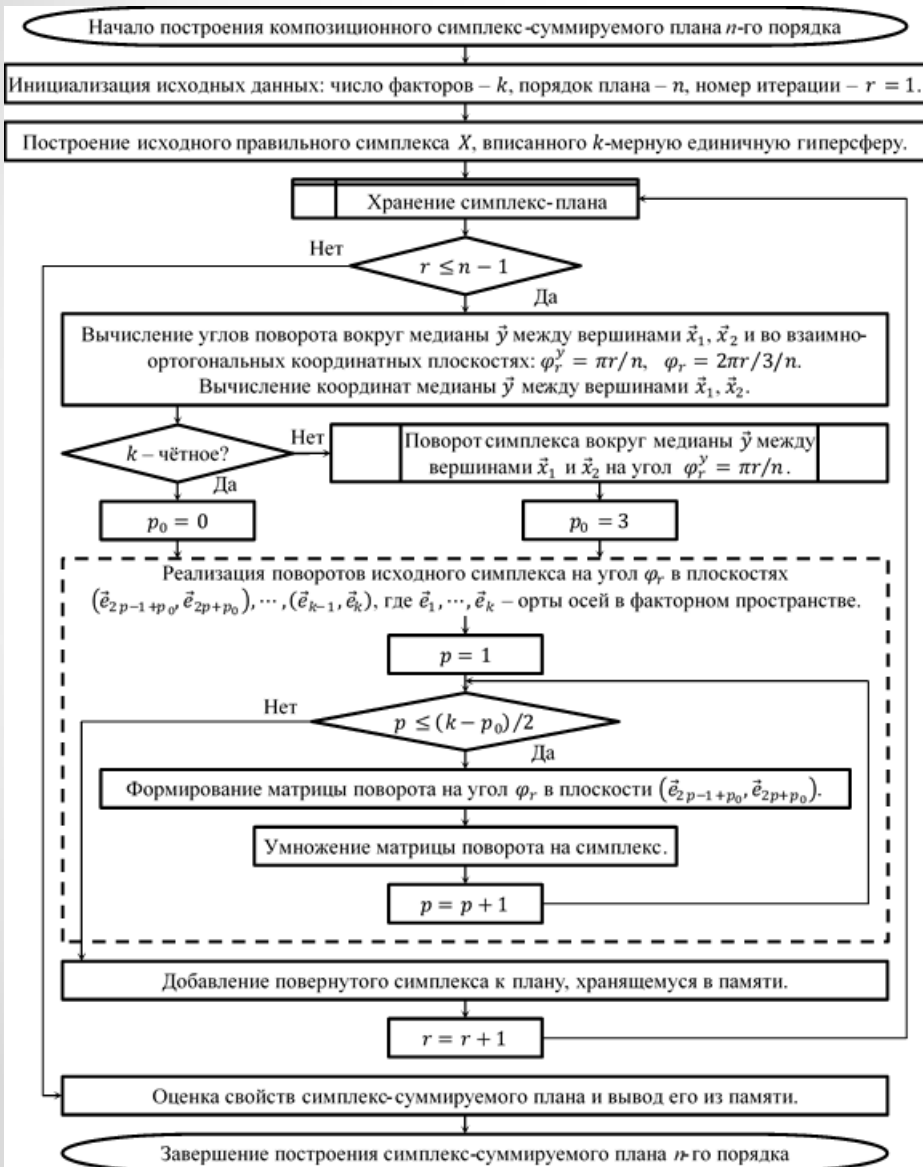 Начало построения композиционного симплекс-суммируемого плана n-го порядка
Инициализация исходных данных: число факторов – k, порядок плана – n, номер итерации – r = 1.
Построение исходного правильного симплекса X, вписанного k-мерную единичную гиперсферу.
Хранение симплекс-плана
Нет
r ≤ n − 1
Да
Вычисление углов поворота вокруг медианы y⃗ между вершинами x⃗₁, x⃗₂ и во взаимно-
ортогональных координатных плоскостях: φᵣʸ = πr/n, φᵣ = 2πr/3/n.
Вычисление координат медианы y⃗ между вершинами x⃗₁, x⃗₂.
k – чётное?
Нет
Да
Поворот симплекса вокруг медианы y⃗ между
вершинами x⃗₁ и x⃗₂ на угол φᵣʸ = πr/n.
p₀ = 0
p₀ = 3
Реализация поворотов исходного симплекса на угол φᵣ в плоскостях
(e⃗_{2p−1+p₀}, e⃗_{2p+p₀}), ⋯, (e⃗_{k−1}, e⃗_k), где e⃗₁, ⋯, e⃗_k – орты осей в факторном пространстве.
p = 1
Нет
p ≤ (k − p₀)/2
Да
Формирование матрицы поворота на угол φᵣ в плоскости (e⃗_{2p−1+p₀}, e⃗_{2p+p₀}).
Умножение матрицы поворота на симплекс.
p = p + 1
Добавление повернутого симплекса к плану, хранящемуся в памяти.
r = r + 1
Оценка свойств симплекс-суммируемого плана и вывод его из памяти.
Завершение построения симплекс-суммируемого плана n-го порядка